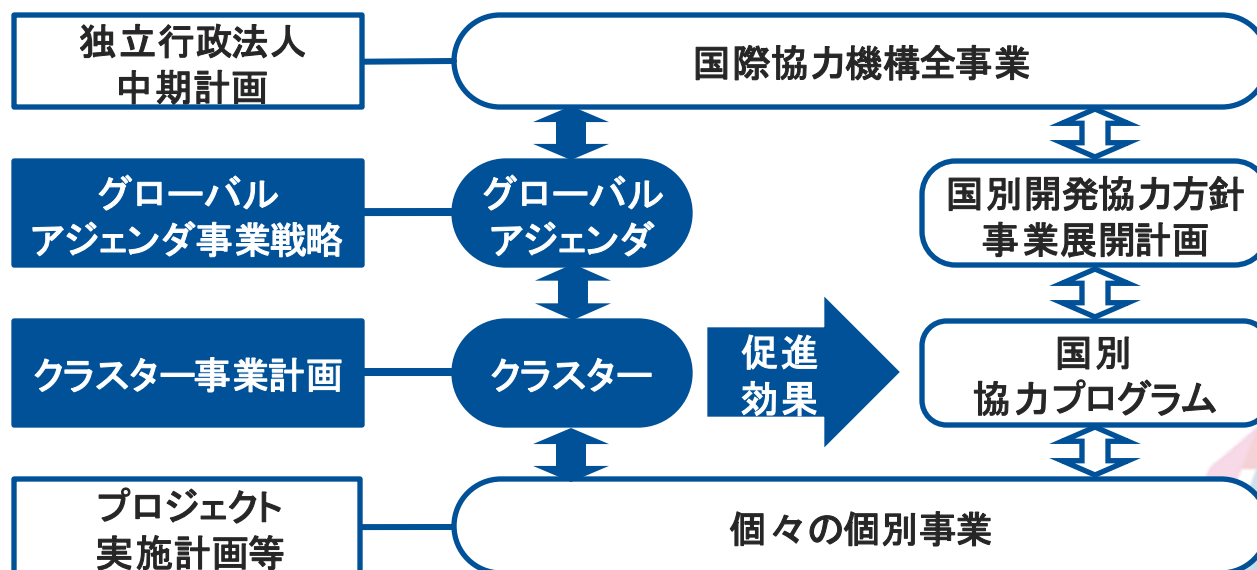 独立行政法人
中期計画
国際協力機構全事業
グローバル
アジェンダ事業戦略
グローバル
アジェンダ
国別開発協力方針
事業展開計画
クラスター事業計画
クラスター
促進
効果
国別
協力プログラム
プロジェクト
実施計画等
個々の個別事業